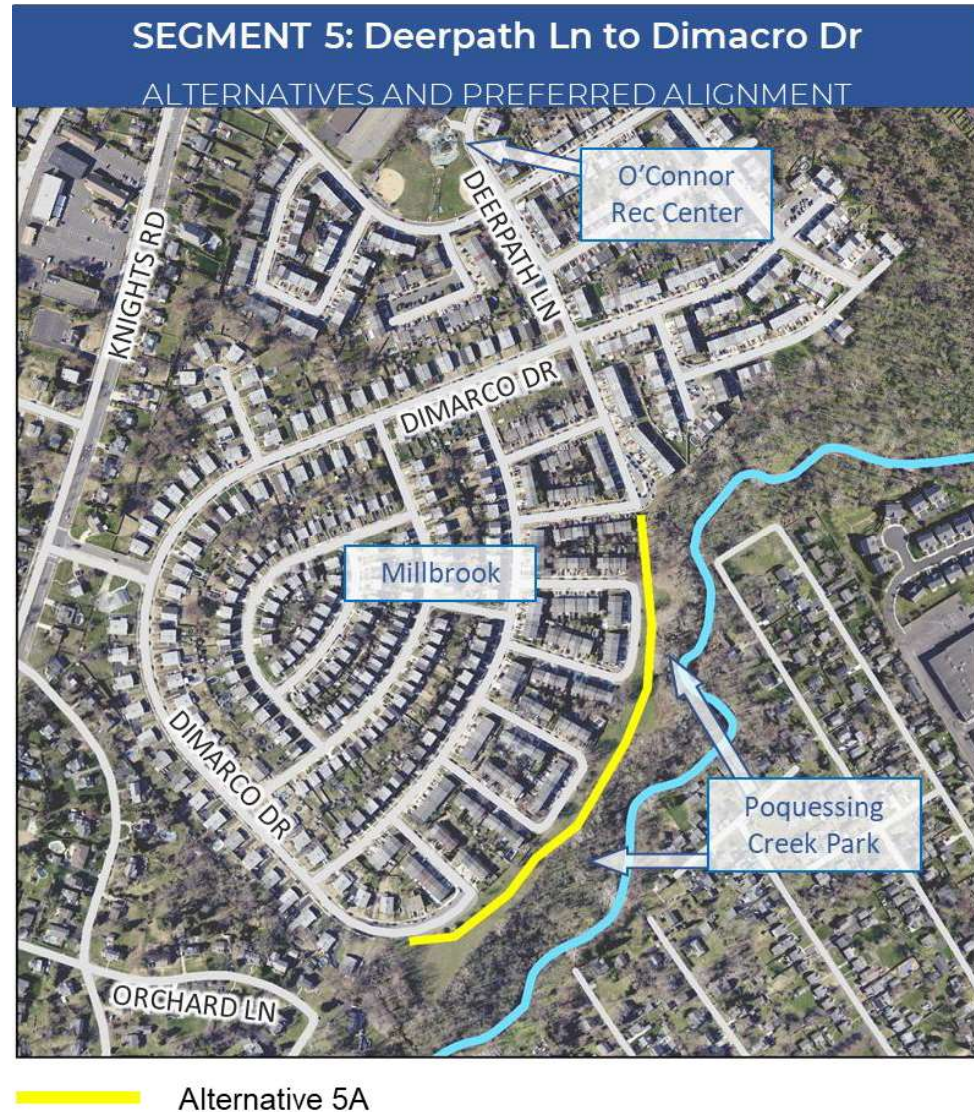 SEGMENT 5: Deerpath Ln to Dimacro Dr
ALTERNATIVES AND PREFERRED ALIGNMENT
O'Connor
Rec Center
KNIGHTS RD
DEERPATH LN
DIMARCO DR
Millbrook
DIMARCO DR
Poquessing
Creek Park
ORCHARD LN
Alternative 5A